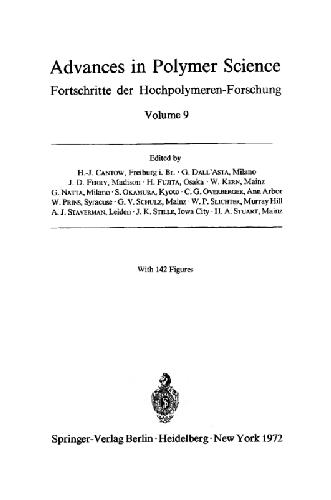 Advances in Polymer Science
Fortschritte der Hochpolymeren-Forschung
Volume 9
Edited by
H.-J. CANTOW, Freiburg i. Br. · G. DALL'ASTA, Milano
J. D. FERRY, Madison · H. FUJITA, Osaka · W. KERN, Mainz
G. NATTA, Milano · S. OKAMURA, Kyoto · C. G. OVERBERGER, Ann Arbor
W. PRINS, Syracuse · G. V. SCHULZ, Mainz · W. P. SLICHTER, Murray Hill
A. J. STAVERMAN, Leiden · J. K. STILLE, Iowa City · H. A. STUART, Mainz
With 142 Figures
Springer-Verlag Berlin · Heidelberg · New York 1972